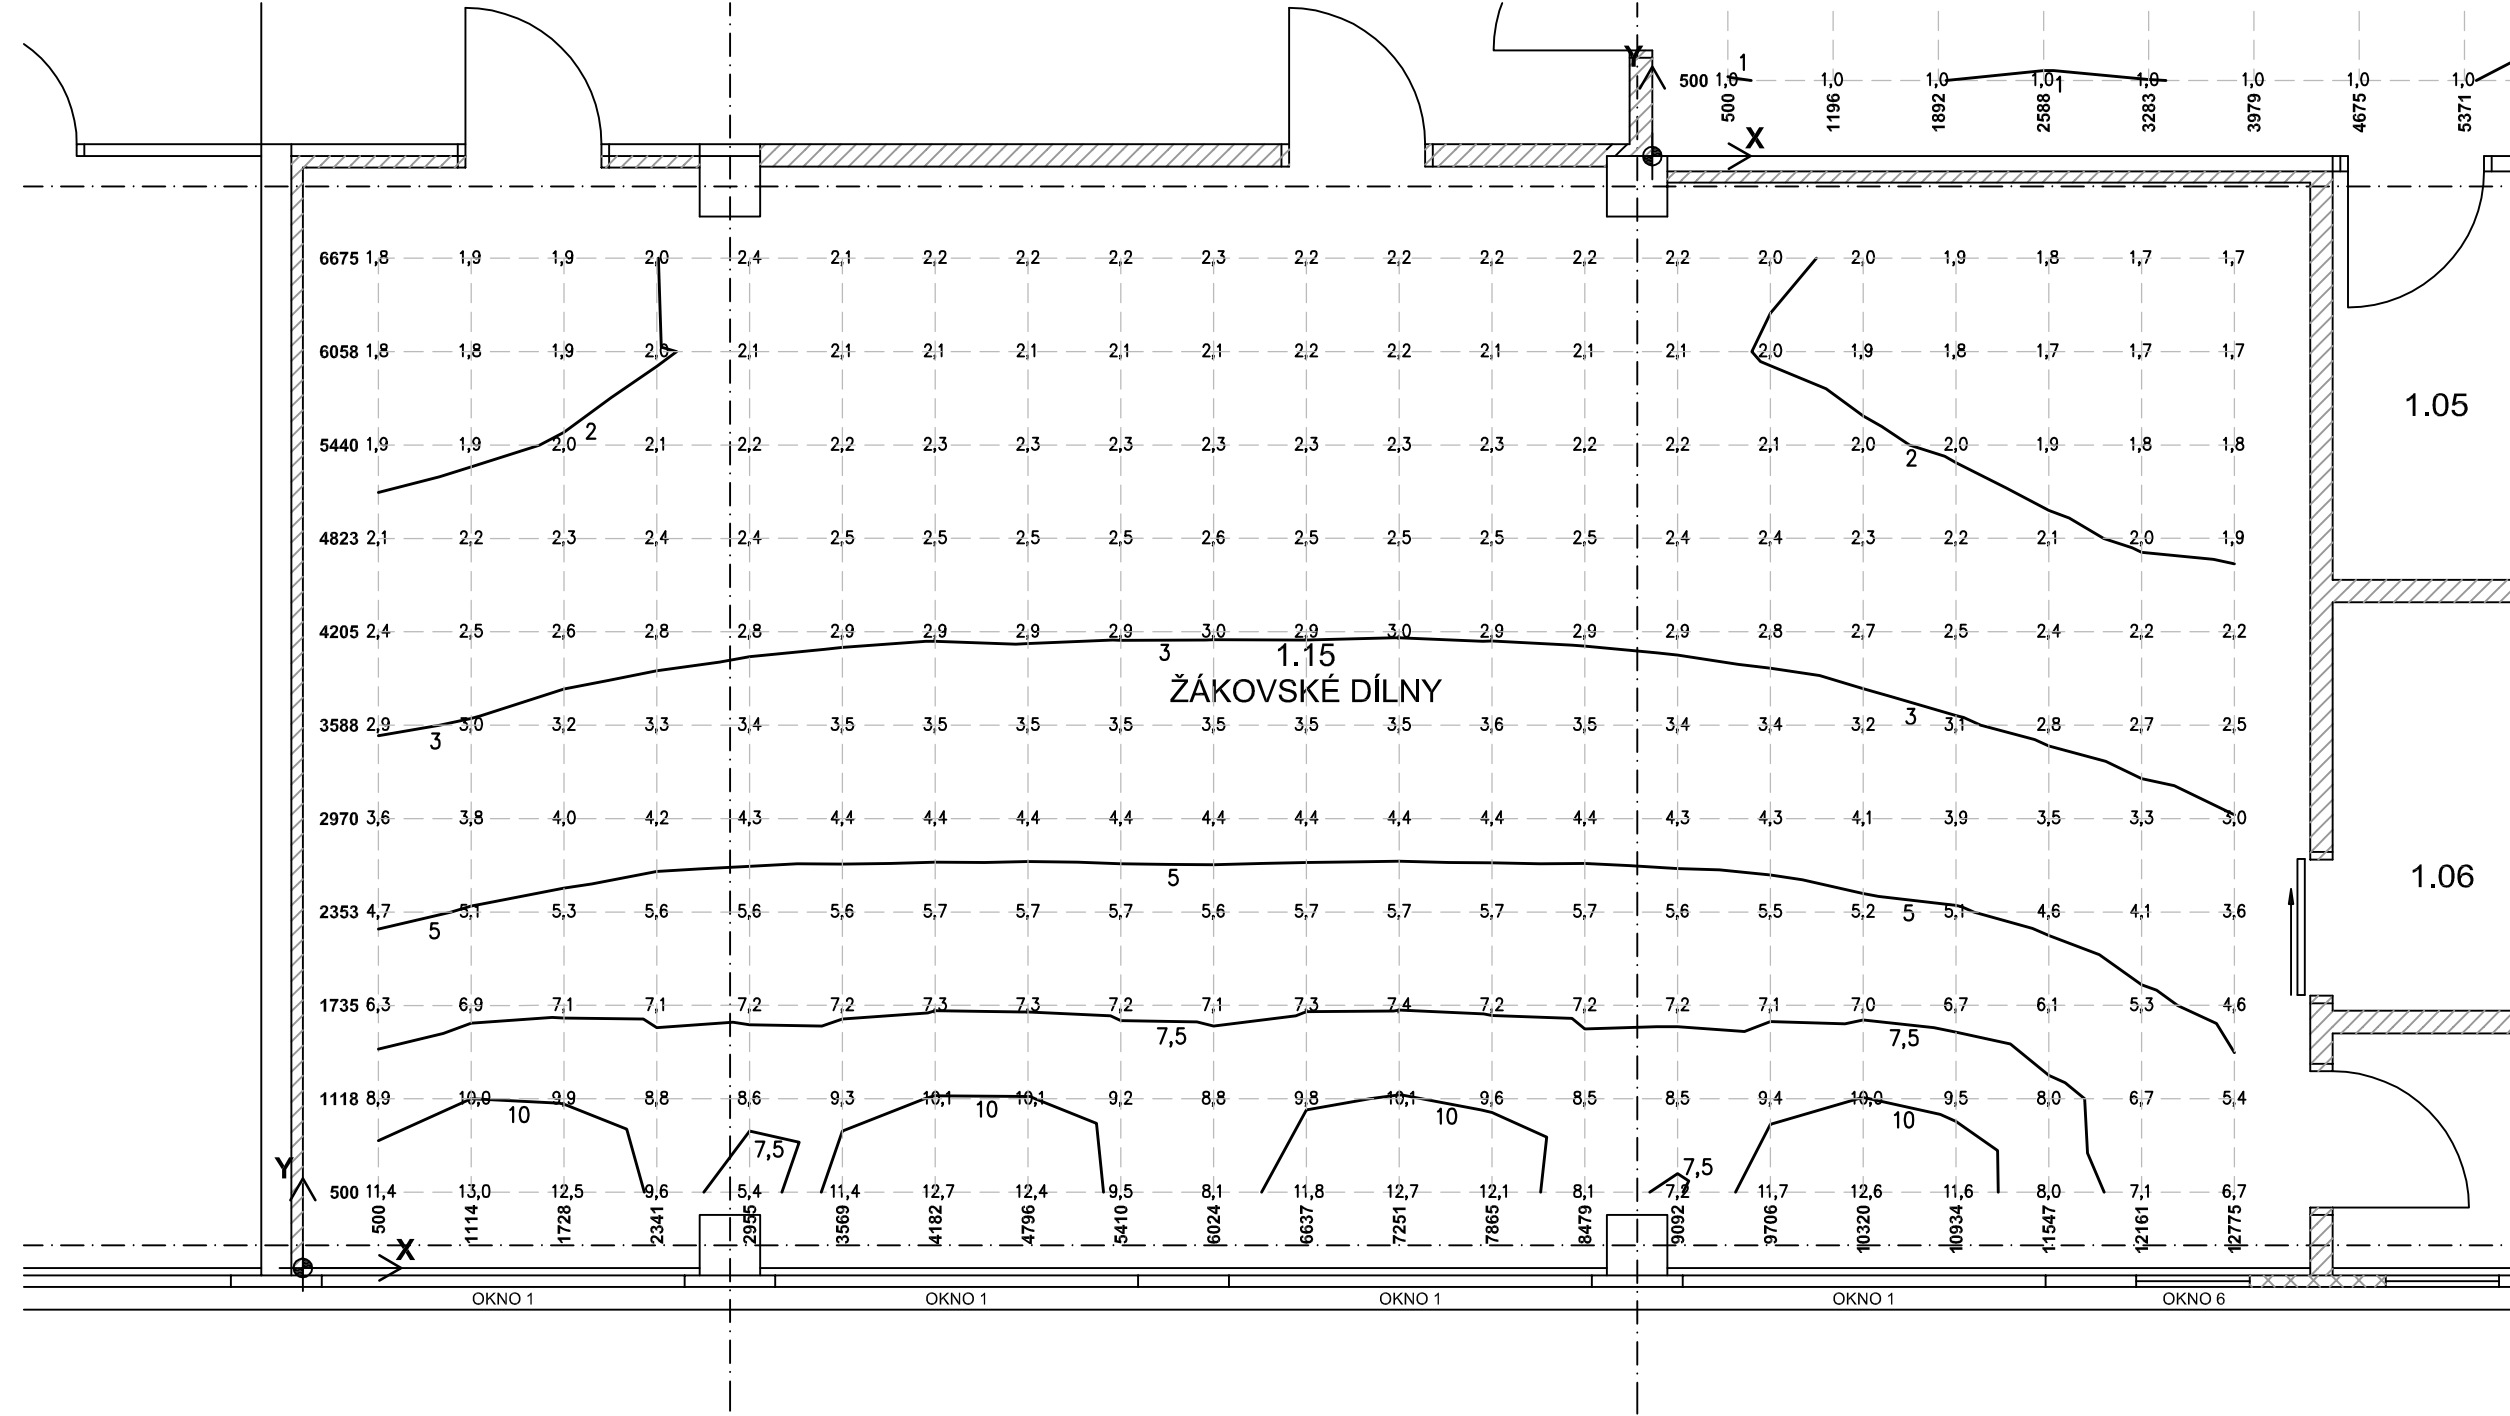 Y
1
500 1,0 1,0 1,0 1,0 1,0 1,0 1,0 1,0
1
500 1196 1892 2588 3283 3979 4675 5371
X
6675 1,8 1,9 1,9 2,0 2,4 2,1 2,2 2,2 2,2 2,3 2,2 2,2 2,2 2,2 2,2 2,0 2,0 1,9 1,8 1,7 1,7
6058 1,8 1,8 1,9 2,0 2,1 2,1 2,1 2,1 2,1 2,1 2,2 2,2 2,1 2,1 2,1 2,0 1,9 1,8 1,7 1,7 1,7
1.05
2
5440 1,9 1,9 2,0 2,1 2,2 2,2 2,3 2,3 2,3 2,3 2,3 2,3 2,3 2,2 2,2 2,1 2,0 2,0 1,9 1,8 1,8
2
4823 2,1 2,2 2,3 2,4 2,4 2,5 2,5 2,5 2,5 2,6 2,5 2,5 2,5 2,5 2,4 2,4 2,3 2,2 2,1 2,0 1,9
4205 2,4 2,5 2,6 2,8 2,8 2,9 2,9 2,9 2,9 3,0 2,9 3,0 2,9 2,9 2,9 2,8 2,7 2,5 2,4 2,2 2,2
3 1.15
ŽÁKOVSKÉ DÍLNY
3
3588 2,9 3,0 3,2 3,3 3,4 3,5 3,5 3,5 3,5 3,5 3,5 3,5 3,6 3,5 3,4 3,4 3,2 3,1 2,8 2,7 2,5
3
2970 3,6 3,8 4,0 4,2 4,3 4,4 4,4 4,4 4,4 4,4 4,4 4,4 4,4 4,4 4,3 4,3 4,1 3,9 3,5 3,3 3,0
5 1.06
2353 4,7 5,1 5,3 5,6 5,6 5,6 5,7 5,7 5,7 5,6 5,7 5,7 5,7 5,7 5,6 5,5 5,2 5,1 4,6 4,1 3,6
5 5
1735 6,3 6,9 7,1 7,1 7,2 7,2 7,3 7,3 7,2 7,1 7,3 7,4 7,2 7,2 7,2 7,1 7,0 6,7 6,1 5,3 4,6
7,5 7,5
1118 8,9 10,0 9,9 8,8 8,6 9,3 10,1 10,1 9,2 8,8 9,8 10,1 9,6 8,5 8,5 9,4 10,0 9,5 8,0 6,7 5,4
10 10 10 10
7,5 7,5
Y
500 11,4 13,0 12,5 9,6 5,4 11,4 12,7 12,4 9,5 8,1 11,8 12,7 12,1 8,1 7,2 11,7 12,6 11,6 8,0 7,1 6,7
500 1114 1728 2341 2955 3569 4182 4796 5410 6024 6637 7251 7865 8479 9092 9706 10320 10934 11547 12161 12775
X
OKNO 1 OKNO 1 OKNO 1 OKNO 1 OKNO 6